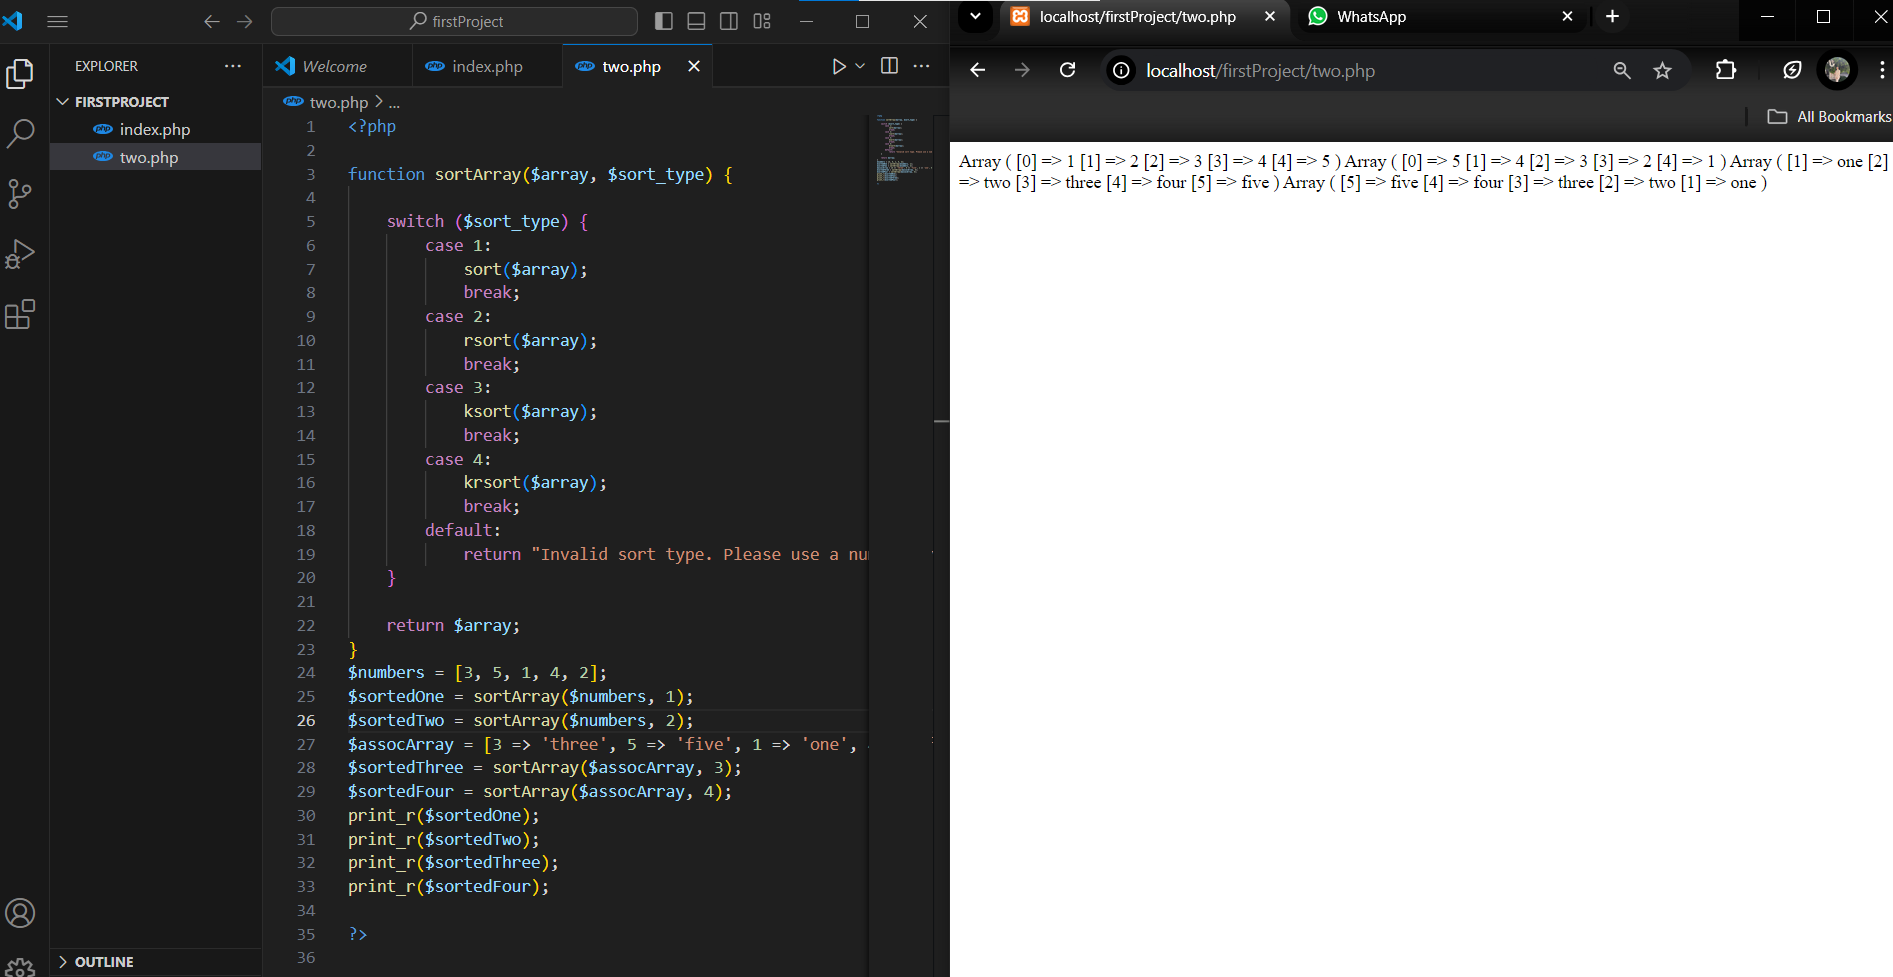 firstProject
EXPLORER
FIRSTPROJECT
index.php
two.php
OUTLINE
Welcome
index.php
two.php
two.php > ...
1 <?php
2
3 function sortArray($array, $sort_type) {
4
5 switch ($sort_type) {
6 case 1:
7 sort($array);
8 break;
9 case 2:
10 rsort($array);
11 break;
12 case 3:
13 ksort($array);
14 break;
15 case 4:
16 krsort($array);
17 break;
18 default:
19 return "Invalid sort type. Please use a nu
20 }
21
22 return $array;
23 }
24 $numbers = [3, 5, 1, 4, 2];
25 $sortedOne = sortArray($numbers, 1);
26 $sortedTwo = sortArray($numbers, 2);
27 $assocArray = [3 => 'three', 5 => 'five', 1 => 'one',
28 $sortedThree = sortArray($assocArray, 3);
29 $sortedFour = sortArray($assocArray, 4);
30 print_r($sortedOne);
31 print_r($sortedTwo);
32 print_r($sortedThree);
33 print_r($sortedFour);
34
35 ?>
36
localhost/firstProject/two.php
WhatsApp
localhost/firstProject/two.php
All Bookmarks
Array ( [0] => 1 [1] => 2 [2] => 3 [3] => 4 [4] => 5 ) Array ( [0] => 5 [1] => 4 [2] => 3 [3] => 2 [4] => 1 ) Array ( [1] => one [2]
=> two [3] => three [4] => four [5] => five ) Array ( [5] => five [4] => four [3] => three [2] => two [1] => one )